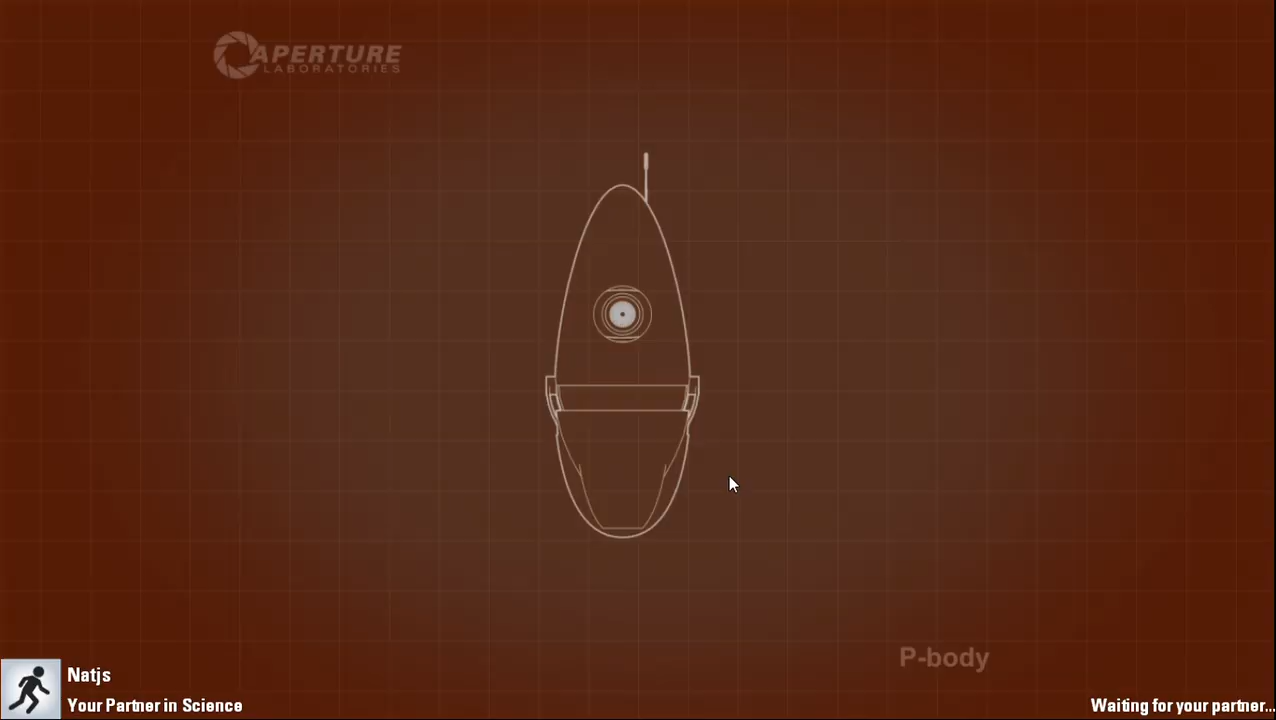 APERTURE
LABORATORIES
P-body
Natjs
Your Partner in Science
Waiting for your partner...